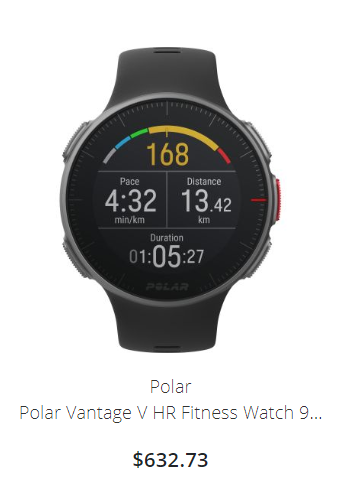 168
Pace Distance
4:32 13.42
min/km km
Duration
01:05:27
POLAR
Polar
Polar Vantage V HR Fitness Watch 9...
$632.73